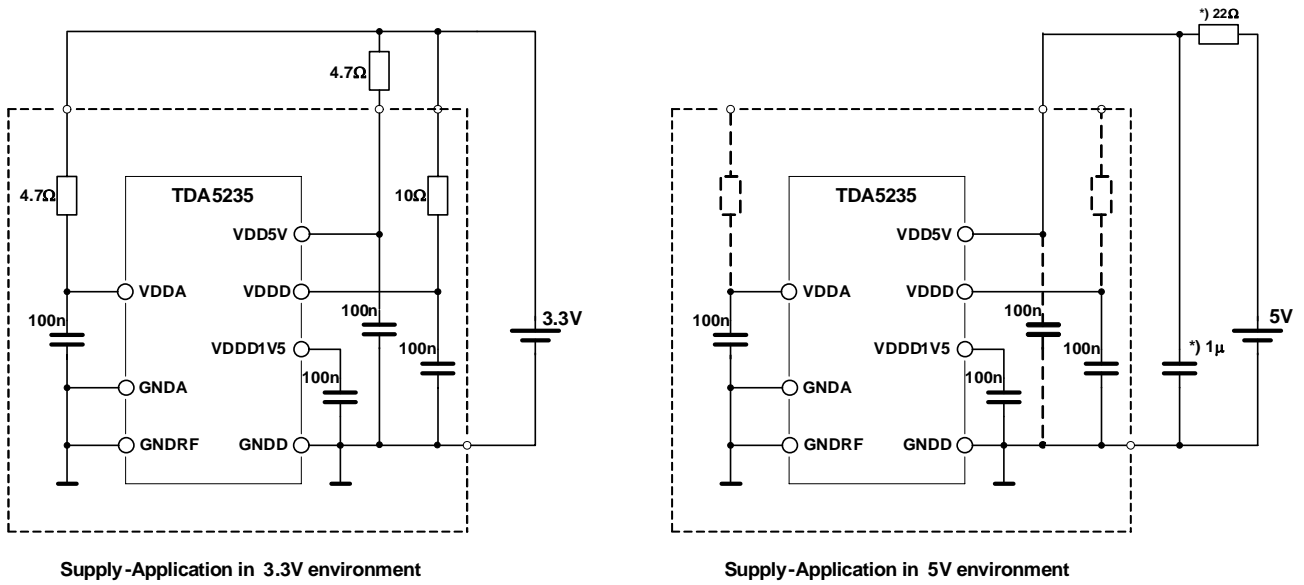 4.7Ω
4.7Ω
10Ω
TDA5235
VDD5V
VDDA
VDDD
100n
100n
100n
VDDD1V5
100n
GNDA
GNDRF
GNDD
3.3V
Supply-Application in 3.3V environment
*) 22Ω
TDA5235
VDD5V
VDDA
VDDD
100n
100n
100n
VDDD1V5
100n
GNDA
GNDRF
GNDD
*) 1µ
5V
Supply-Application in 5V environment